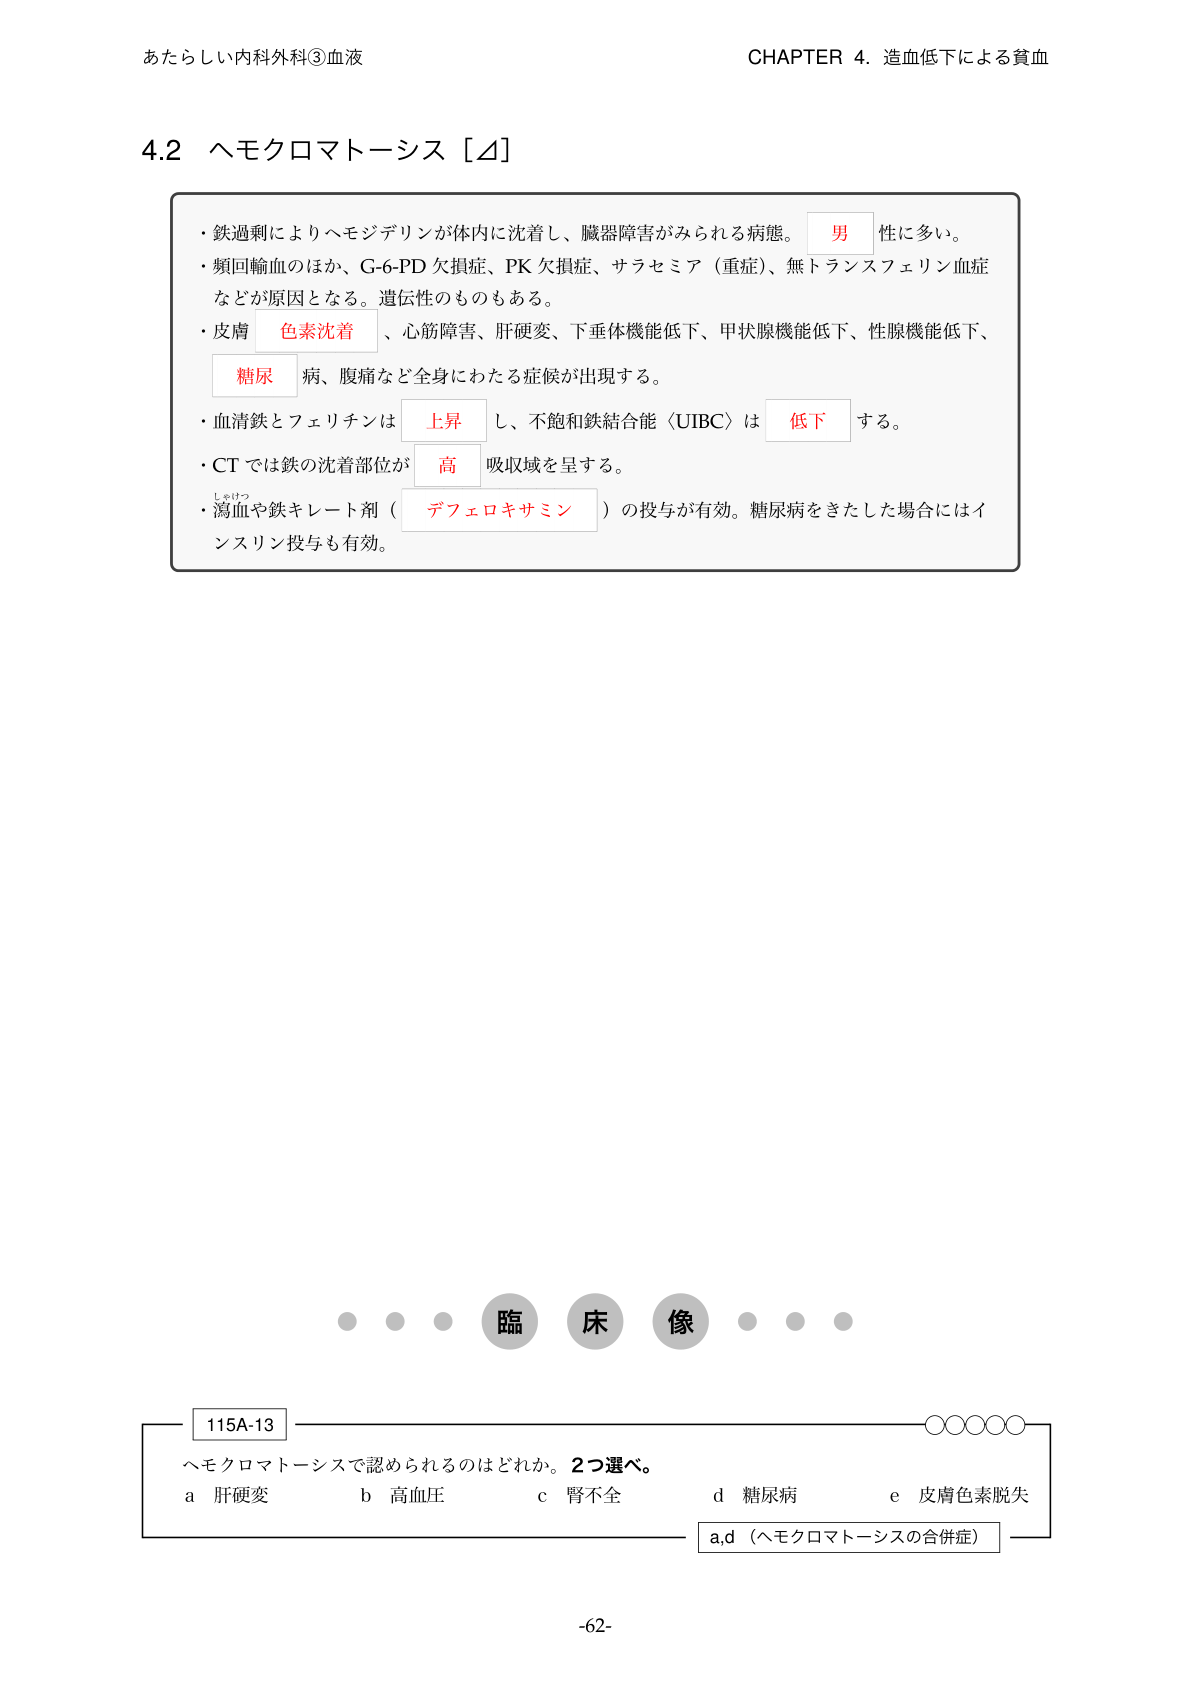 あたらしい内科外科③血液
CHAPTER 4. 造血低下による貧血
4.2 ヘモクロマトーシス［⊿］
・鉄過剰によりヘモジデリンが体内に沈着し、臓器障害がみられる病態。 男 性に多い。
・頻回輸血のほか、G-6-PD 欠損症、PK 欠損症、サラセミア（重症）、無トランスフェリン血症
などが原因となる。遺伝性のものもある。
・皮膚 色素沈着 、心筋障害、肝硬変、下垂体機能低下、甲状腺機能低下、性腺機能低下、
糖尿 病、腹痛など全身にわたる症候が出現する。
・血清鉄とフェリチンは 上昇 し、不飽和鉄結合能〈UIBC〉は 低下 する。
・CT では鉄の沈着部位が 高 吸収域を呈する。
しゃけつ
・瀉血や鉄キレート剤（ デフェロキサミン ）の投与が有効。糖尿病をきたした場合にはイ
ンスリン投与も有効。
臨 床 像
115A-13
ヘモクロマトーシスで認められるのはどれか。2つ選べ。
a 肝硬変 b 高血圧 c 腎不全 d 糖尿病 e 皮膚色素脱失
a,d （ヘモクロマトーシスの合併症）
-62-